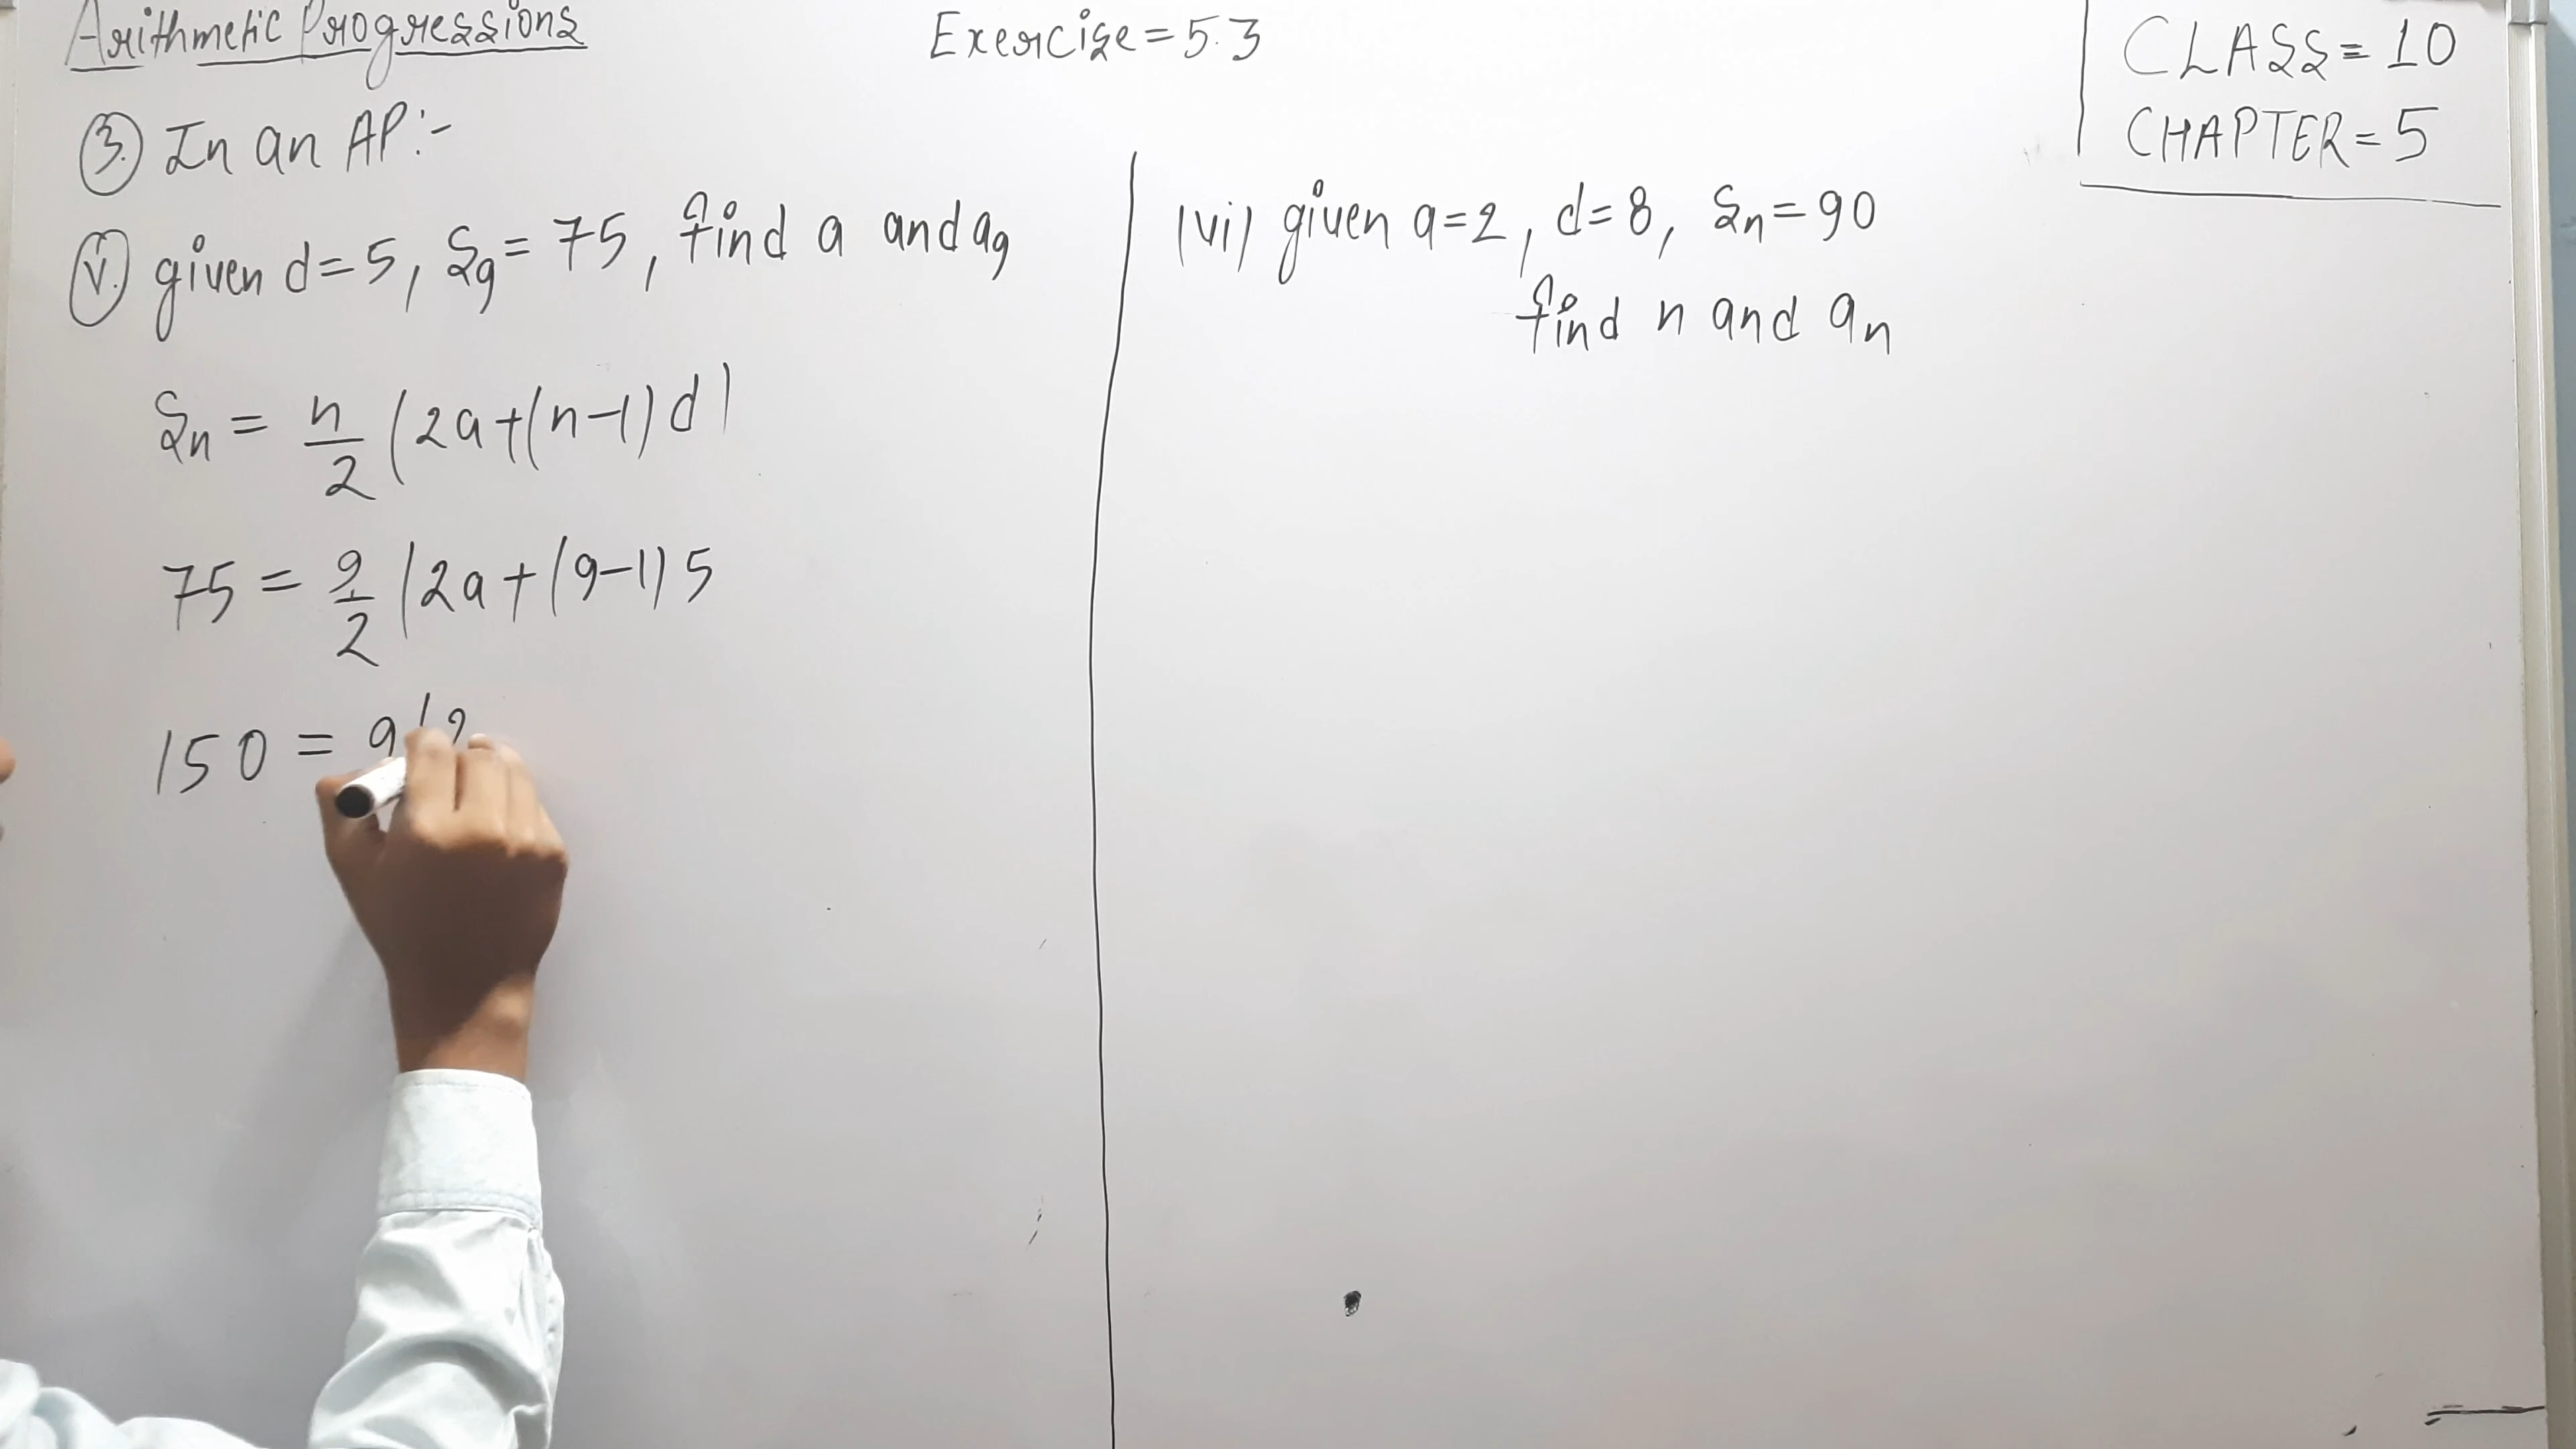 Arithmetic Progressions
Exercise = 5.3
CLASS = 10
CHAPTER = 5
3. In an AP:-
v. given d = 5, S₉ = 75, find a and a₉
Sₙ = n/2 (2a+(n-1)d)
75 = 9/2 (2a+(9-1)5
150 = 9(2
(vi) given a=2, d=8, Sₙ = 90
find n and aₙ